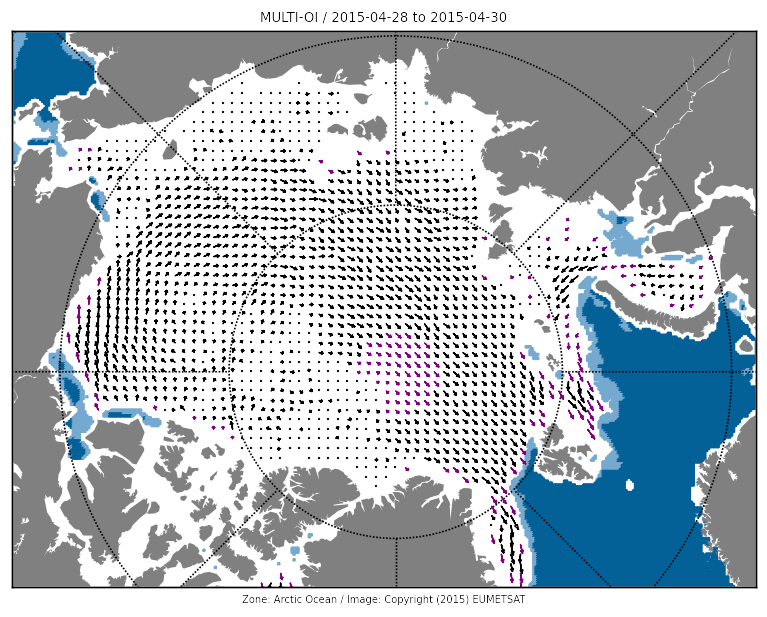 MULTI-OI / 2015-04-28 to 2015-04-30
Zone: Arctic Ocean / Image: Copyright (2015) EUMETSAT